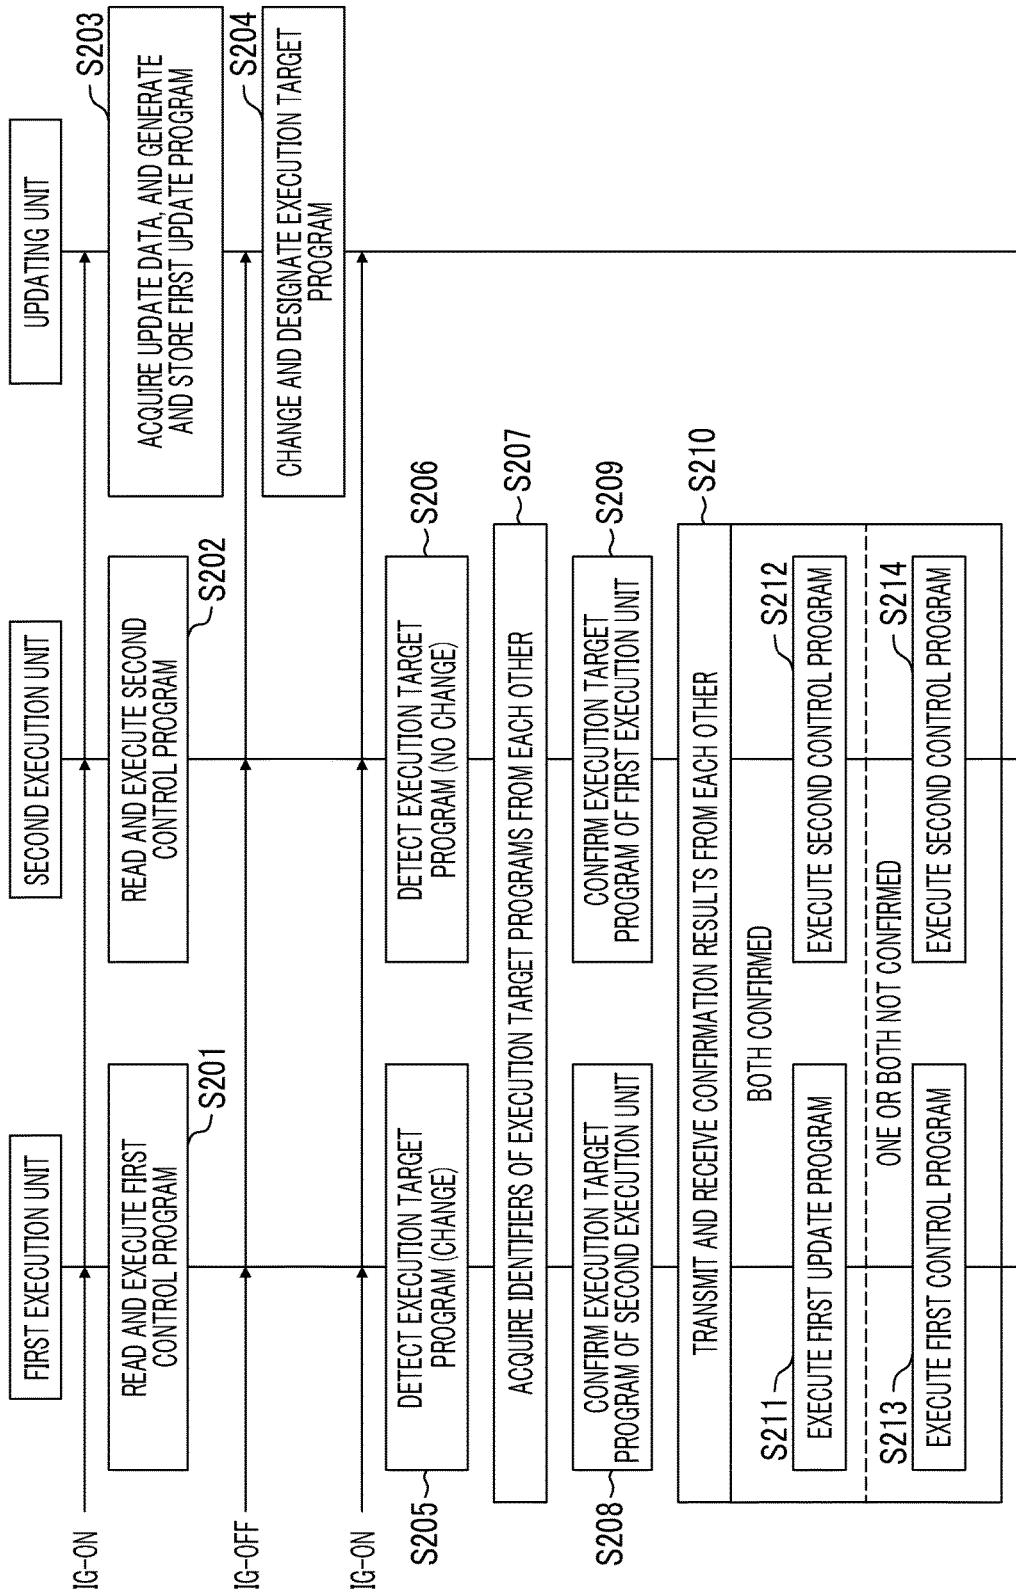 FIRST EXECUTION UNIT
SECOND EXECUTION UNIT
UPDATING UNIT
IG-ON
READ AND EXECUTE FIRST
CONTROL PROGRAM
S201
READ AND EXECUTE SECOND
CONTROL PROGRAM
S202
S203
ACQUIRE UPDATE DATA, AND GENERATE
AND STORE FIRST UPDATE PROGRAM
IG-OFF
S204
CHANGE AND DESIGNATE EXECUTION TARGET
PROGRAM
IG-ON
S205
DETECT EXECUTION TARGET
PROGRAM (CHANGE)
DETECT EXECUTION TARGET
PROGRAM (NO CHANGE)
S206
ACQUIRE IDENTIFIERS OF EXECUTION TARGET PROGRAMS FROM EACH OTHER
S207
S208
CONFIRM EXECUTION TARGET
PROGRAM OF SECOND EXECUTION UNIT
CONFIRM EXECUTION TARGET
PROGRAM OF FIRST EXECUTION UNIT
S209
TRANSMIT AND RECEIVE CONFIRMATION RESULTS FROM EACH OTHER
S210
BOTH CONFIRMED
S211
EXECUTE FIRST UPDATE PROGRAM
S212
EXECUTE SECOND CONTROL PROGRAM
ONE OR BOTH NOT CONFIRMED
S213
EXECUTE FIRST CONTROL PROGRAM
S214
EXECUTE SECOND CONTROL PROGRAM